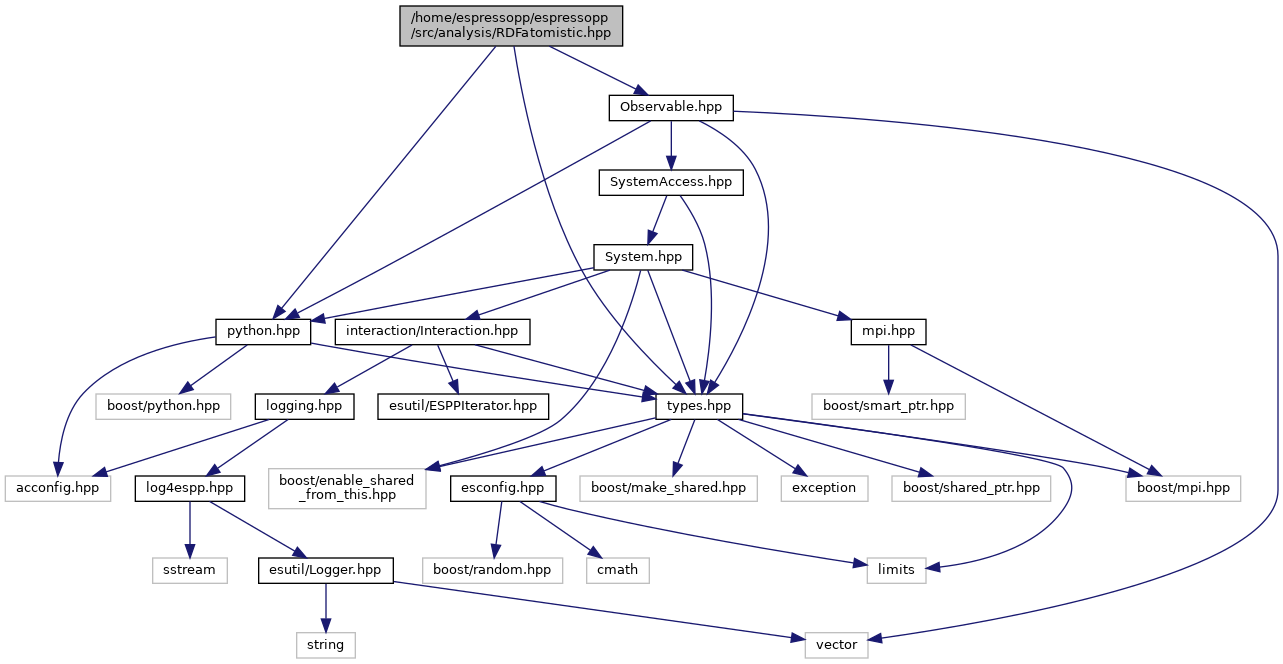 /home/espressopp/espressopp
/src/analysis/RDFatomistic.hpp
Observable.hpp
SystemAccess.hpp
System.hpp
python.hpp
interaction/Interaction.hpp
mpi.hpp
boost/python.hpp
logging.hpp
esutil/ESPPIterator.hpp
types.hpp
boost/smart_ptr.hpp
acconfig.hpp
log4espp.hpp
boost/enable_shared
_from_this.hpp
esconfig.hpp
boost/make_shared.hpp
exception
boost/shared_ptr.hpp
boost/mpi.hpp
sstream
esutil/Logger.hpp
boost/random.hpp
cmath
limits
string
vector